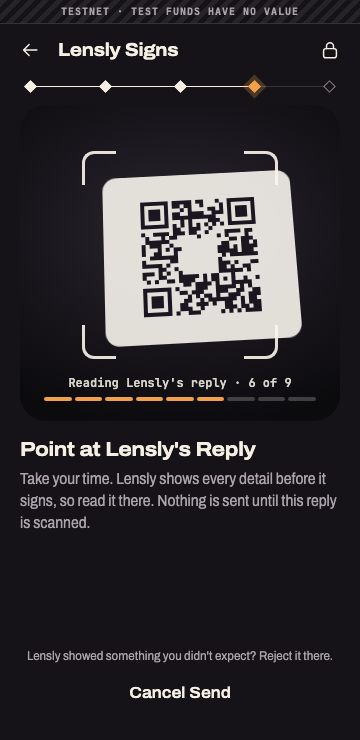 TESTNET · TEST FUNDS HAVE NO VALUE
Lensly Signs
Reading Lensly's reply · 6 of 9
Point at Lensly's Reply
Take your time. Lensly shows every detail before it
signs, so read it there. Nothing is sent until this reply
is scanned.
Lensly showed something you didn't expect? Reject it there.
Cancel Send